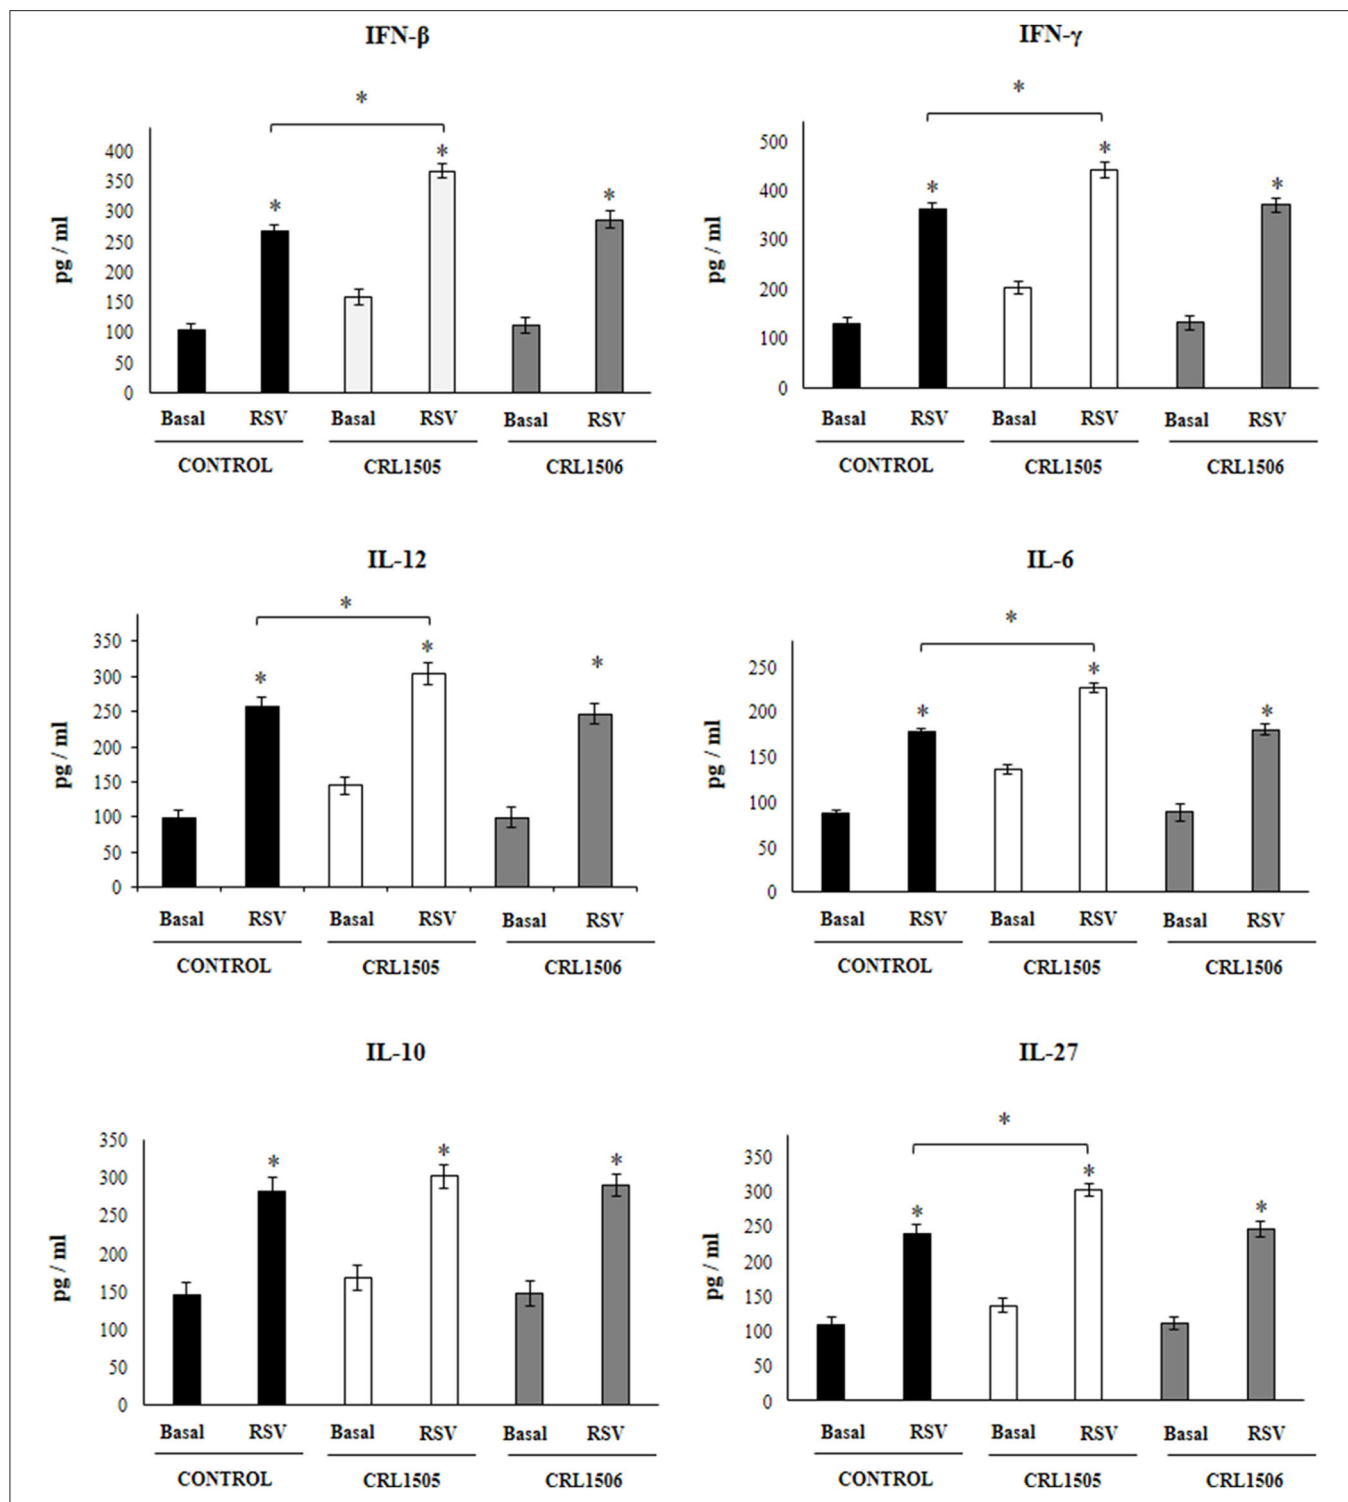 IFN-β
*
*
*
*
400
350
300
250
200
150
100
50
0
pg / ml
Basal RSV Basal RSV Basal RSV
CONTROL CRL1505 CRL1506
IFN-γ
*
*
*
*
500
400
300
200
100
0
pg / ml
Basal RSV Basal RSV Basal RSV
CONTROL CRL1505 CRL1506
IL-12
*
*
*
*
350
300
250
200
150
100
50
0
pg / ml
Basal RSV Basal RSV Basal RSV
CONTROL CRL1505 CRL1506
IL-6
*
*
*
*
250
200
150
100
50
0
pg / ml
Basal RSV Basal RSV Basal RSV
CONTROL CRL1505 CRL1506
IL-10
*
*
*
350
300
250
200
150
100
50
0
pg / ml
Basal RSV Basal RSV Basal RSV
CONTROL CRL1505 CRL1506
IL-27
*
*
*
*
350
300
250
200
150
100
50
0
pg / ml
Basal RSV Basal RSV Basal RSV
CONTROL CRL1505 CRL1506